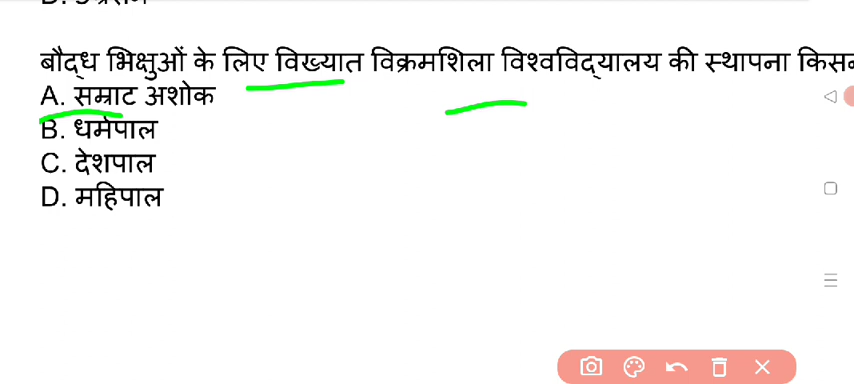 बौद्ध भिक्षुओं के लिए विख्यात विक्रमशिला विश्वविद्यालय की स्थापना
A. सम्राट अशोक
B. धर्मपाल
C. देशपाल
D. महिपाल